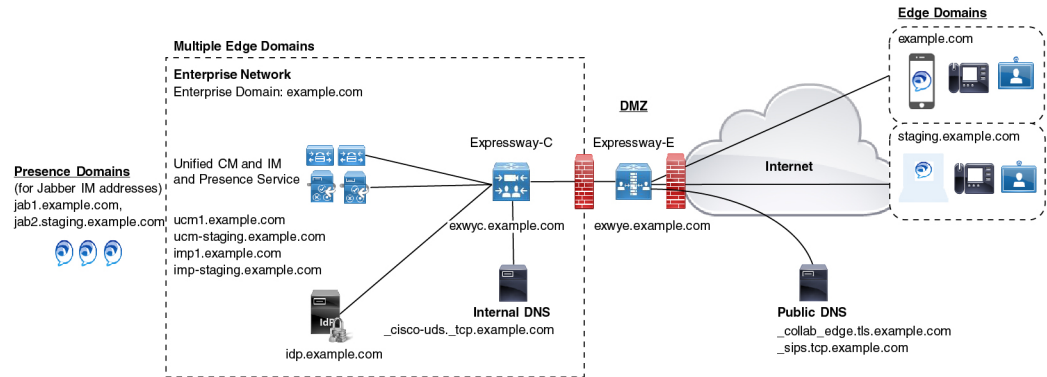 Edge Domains
example.com
Multiple Edge Domains
Enterprise Network
Enterprise Domain: example.com
DMZ
staging.example.com
Expressway-C
Expressway-E
Internet
Unified CM and IM
and Presence Service
Presence Domains
(for Jabber IM addresses)
jab1.example.com,
jab2.staging.example.com
ucm1.example.com
ucm-staging.example.com
imp1.example.com
imp-staging.example.com
exwyc.example.com
exwye.example.com
IdP
idp.example.com
Internal DNS
_cisco-uds._tcp.example.com
Public DNS
_collab_edge.tls.example.com
_sips.tcp.example.com